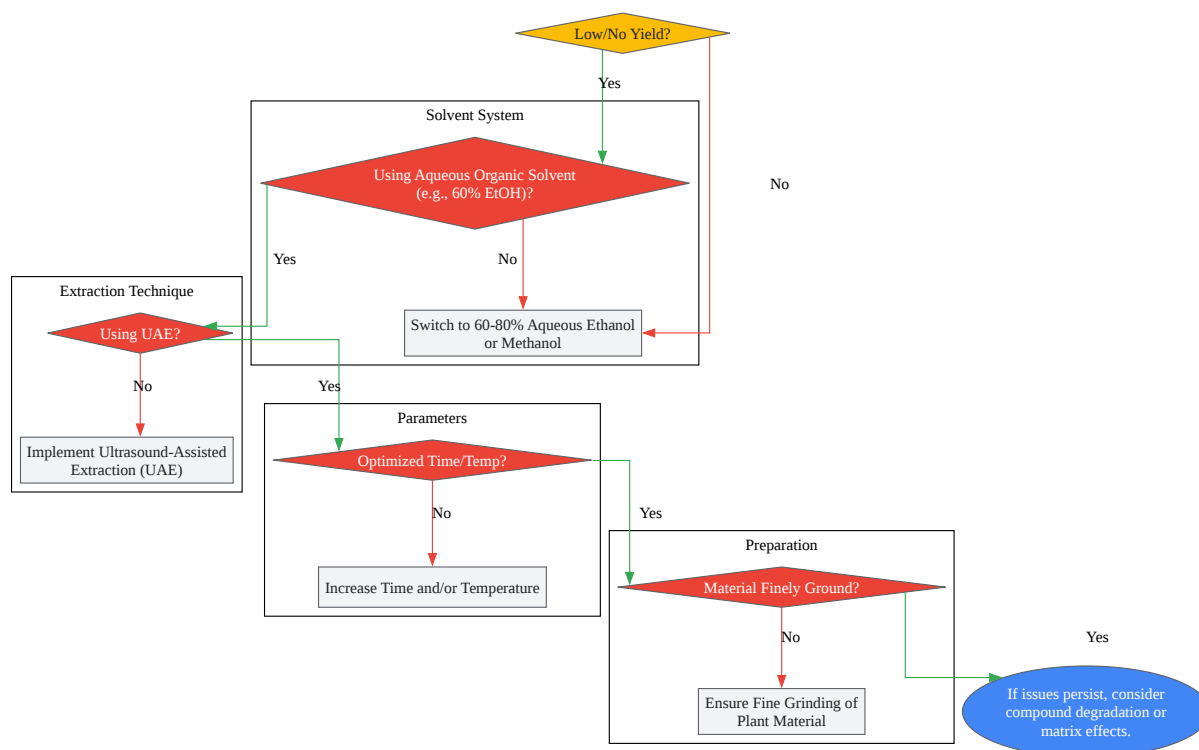 Low/No Yield?
Yes
Solvent System
Using Aqueous Organic Solvent
(e.g., 60% EtOH)?
No
Yes
No
Extraction Technique
Using UAE?
Switch to 60-80% Aqueous Ethanol
or Methanol
No
Yes
Parameters
Implement Ultrasound-Assisted
Extraction (UAE)
Optimized Time/Temp?
No
Yes
Preparation
Increase Time and/or Temperature
Material Finely Ground?
No
Yes
Ensure Fine Grinding of
Plant Material
If issues persist, consider
compound degradation or
matrix effects.